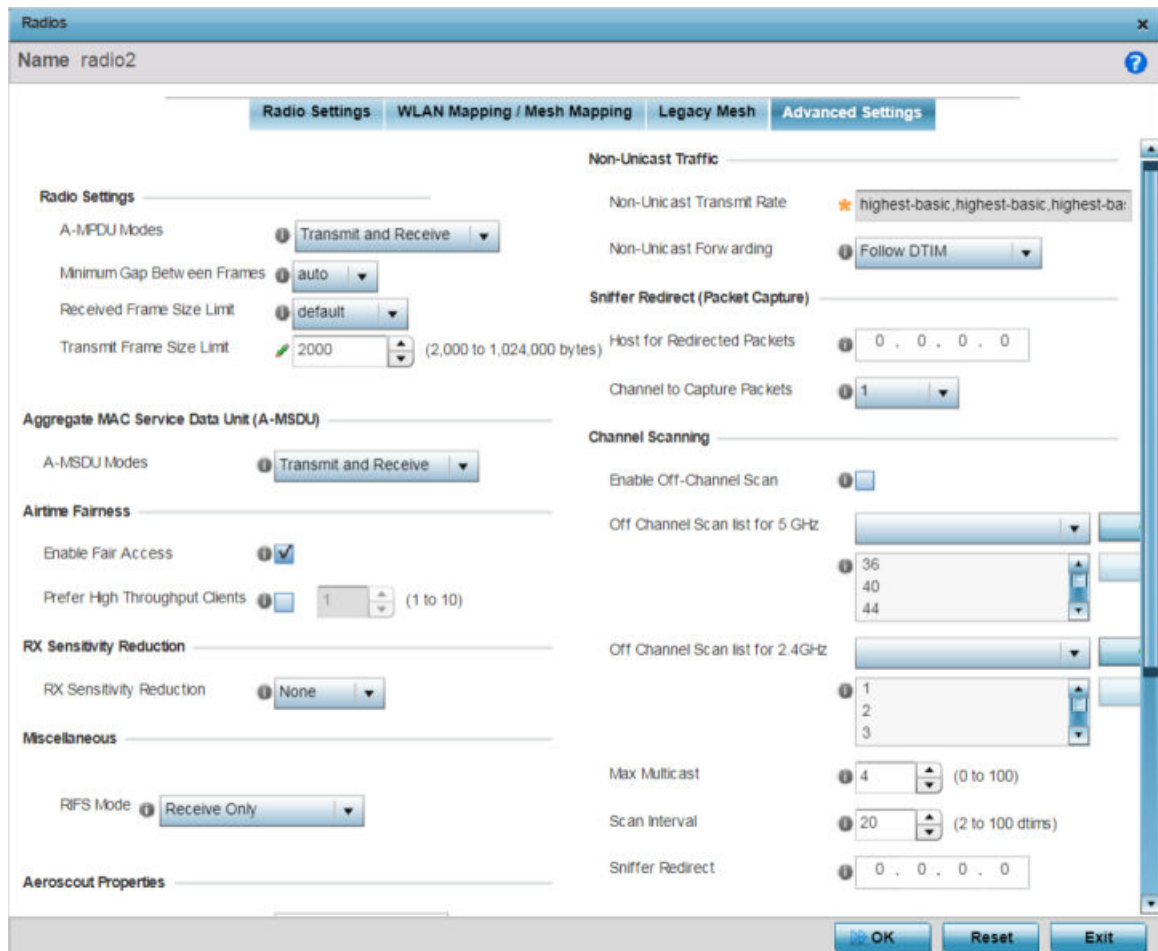 Radios
Name radio2
Radio Settings WLAN Mapping / Mesh Mapping Legacy Mesh Advanced Settings
Radio Settings
A-MPDU Modes Transmit and Receive
Minimum Gap Between Frames auto
Received Frame Size Limit default
Transmit Frame Size Limit 2000 (2,000 to 1,024,000 bytes)
Aggregate MAC Service Data Unit (A-MSDU)
A-MSDU Modes Transmit and Receive
Airtime Fairness
Enable Fair Access
Prefer High Throughput Clients 1 (1 to 10)
RX Sensitivity Reduction
RX Sensitivity Reduction None
Miscellaneous
RIFS Mode Receive Only
Aeroscout Properties
Non-Unicast Traffic
Non-Unicast Transmit Rate highest-basic,highest-basic,highest-ba
Non-Unicast Forwarding Follow DTIM
Sniffer Redirect (Packet Capture)
Host for Redirected Packets 0 . 0 . 0 . 0
Channel to Capture Packets 1
Channel Scanning
Enable Off-Channel Scan
Off Channel Scan list for 5 GHz
36
40
44
Off Channel Scan list for 2.4GHz
1
2
3
Max Multicast 4 (0 to 100)
Scan Interval 20 (2 to 100 dtims)
Sniffer Redirect 0 . 0 . 0 . 0
OK Reset Exit